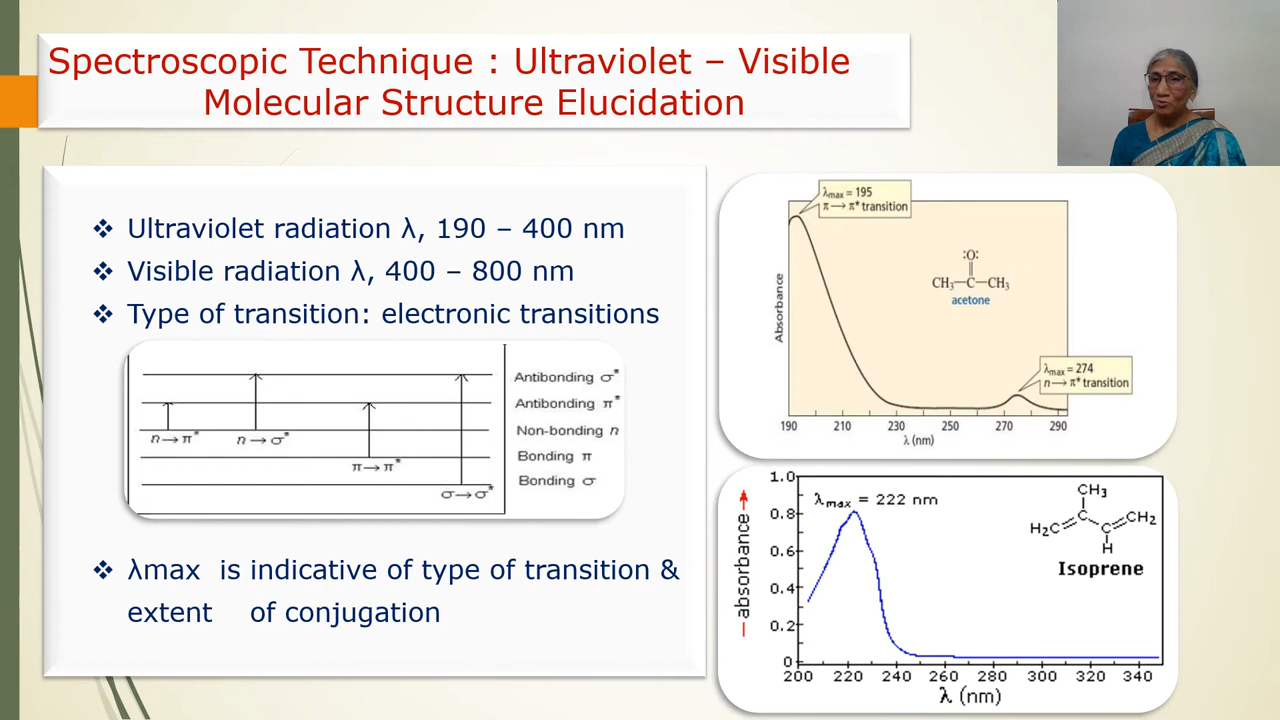 Spectroscopic Technique : Ultraviolet – Visible
Molecular Structure Elucidation
❖ Ultraviolet radiation λ, 190 – 400 nm
❖ Visible radiation λ, 400 – 800 nm
❖ Type of transition: electronic transitions
Antibonding σ*
Antibonding π*
Non-bonding n
Bonding π
Bonding σ
n→π*
n→σ*
π→π*
σ→σ*
❖ λmax is indicative of type of transition &
extent of conjugation
λmax = 195
π→π* transition
:O:
CH₃—C—CH₃
acetone
λmax = 274
n→π* transition
Absorbance
190 210 230 250 270 290
λ (nm)
λmax = 222 nm
CH₃
H₂C
C
C
CH₂
H
Isoprene
absorbance
1.0
0.8
0.6
0.4
0.2
0
200 220 240 260 280 300 320 340
λ (nm)